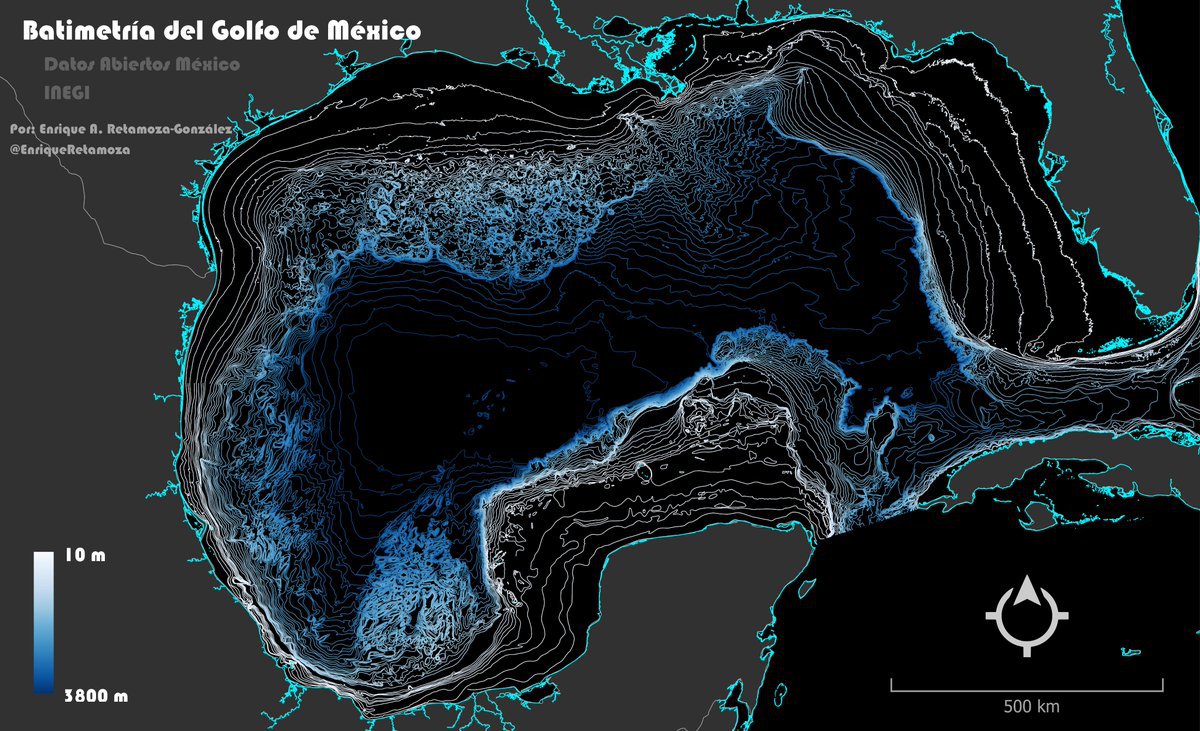 Batimetría del Golfo de México
Datos Abiertos México
INEGI
Por: Enrique A. Retamoza-González
@EnriqueRetamoza
10 m
3800 m
500 km